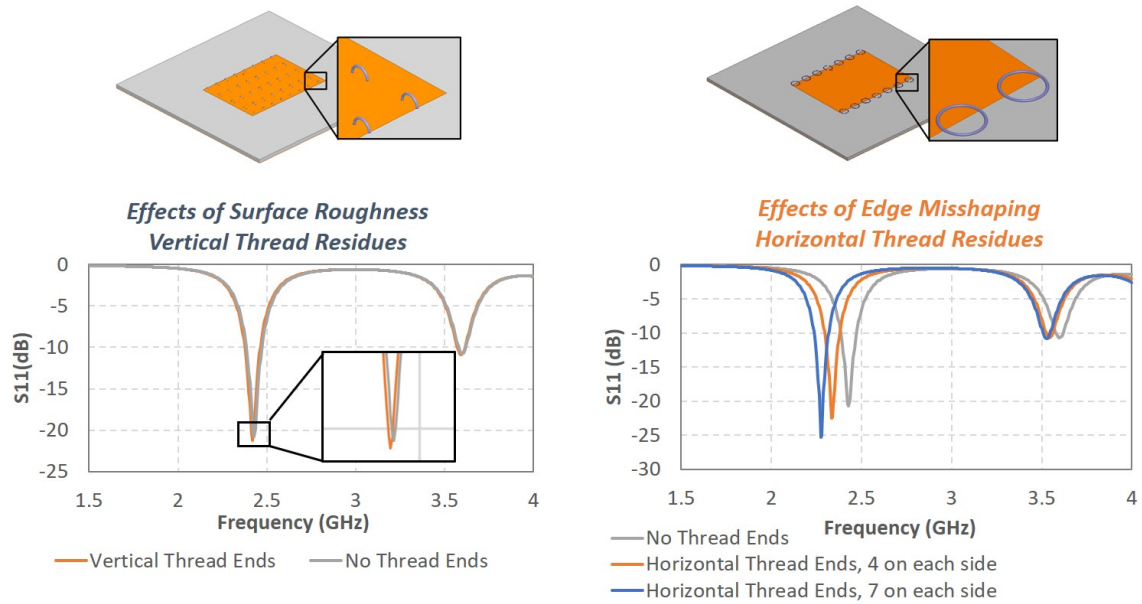 Effects of Surface Roughness
Vertical Thread Residues
0
-5
-10
-15
-20
-25
S11(dB)
1.5 2 2.5 3 3.5 4
Frequency (GHz)
Vertical Thread Ends No Thread Ends
Effects of Edge Misshaping
Horizontal Thread Residues
0
-5
-10
-15
-20
-25
-30
S11 (dB)
1.5 2 2.5 3 3.5 4
Frequency (GHz)
No Thread Ends
Horizontal Thread Ends, 4 on each side
Horizontal Thread Ends, 7 on each side